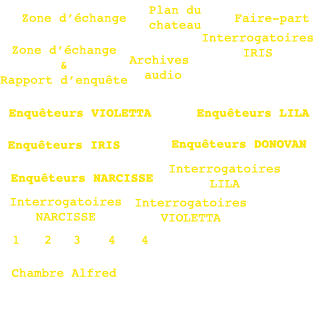 Zone d'échange
Plan du
chateau
Faire-part
Interrogatoires
IRIS
Zone d'échange
&
Rapport d'enquête
Archives
audio
Enquêteurs VIOLETTA
Enquêteurs LILA
Enquêteurs IRIS
Enquêteurs DONOVAN
Enquêteurs NARCISSE
Interrogatoires
LILA
Interrogatoires
NARCISSE
Interrogatoires
VIOLETTA
1 2 3 4 4
Chambre Alfred